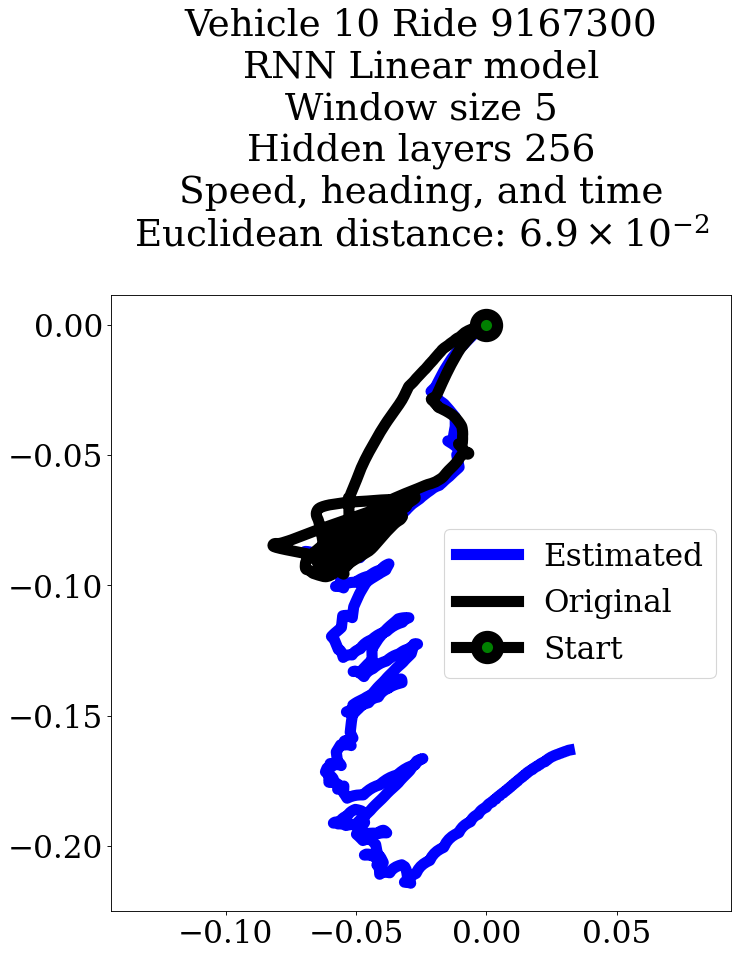 Vehicle 10 Ride 9167300
RNN Linear model
Window size 5
Hidden layers 256
Speed, heading, and time
Euclidean distance: 6.9 × 10⁻²
0.00
−0.05
−0.10
−0.15
−0.20
Estimated
Original
Start
−0.10 −0.05 0.00 0.05